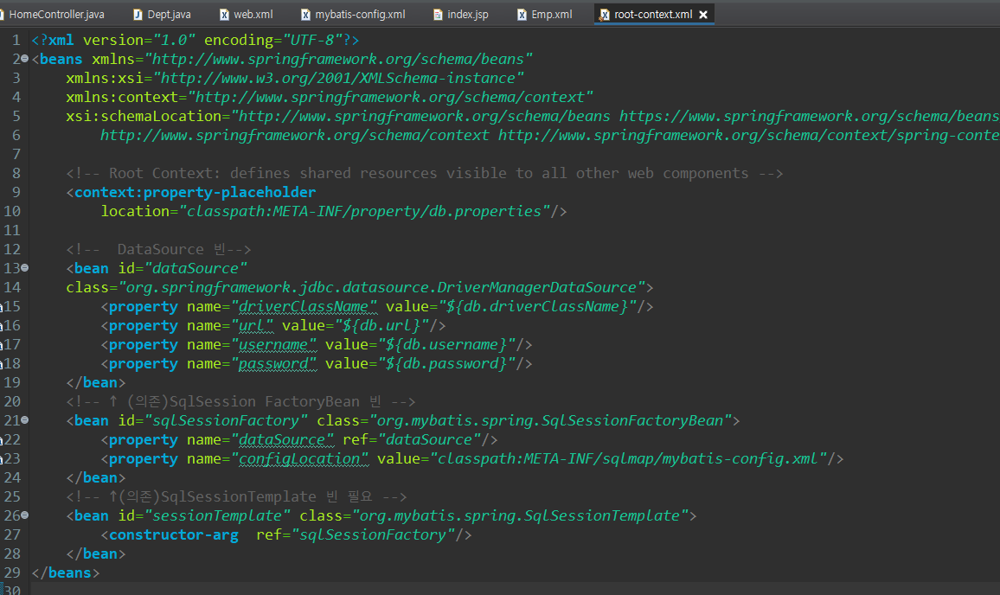 HomeController.java Dept.java web.xml mybatis-config.xml index.jsp Emp.xml root-context.xml
1 <?xml version="1.0" encoding="UTF-8"?>
2 <beans xmlns="http://www.springframework.org/schema/beans"
3 xmlns:xsi="http://www.w3.org/2001/XMLSchema-instance"
4 xmlns:context="http://www.springframework.org/schema/context"
5 xsi:schemaLocation="http://www.springframework.org/schema/beans https://www.springframework.org/schema/beans
6 http://www.springframework.org/schema/context http://www.springframework.org/schema/context/spring-conte
7
8 <!-- Root Context: defines shared resources visible to all other web components -->
9 <context:property-placeholder
10 location="classpath:META-INF/property/db.properties"/>
11
12 <!--  DataSource 빈-->
13 <bean id="dataSource"
14 class="org.springframework.jdbc.datasource.DriverManagerDataSource">
15 <property name="driverClassName" value="${db.driverClassName}"/>
16 <property name="url" value="${db.url}"/>
17 <property name="username" value="${db.username}"/>
18 <property name="password" value="${db.password}"/>
19 </bean>
20 <!-- ↑ (의존)SqlSession FactoryBean 빈 -->
21 <bean id="sqlSessionFactory" class="org.mybatis.spring.SqlSessionFactoryBean">
22 <property name="dataSource" ref="dataSource"/>
23 <property name="configLocation" value="classpath:META-INF/sqlmap/mybatis-config.xml"/>
24 </bean>
25 <!-- ↑(의존)SqlSessionTemplate 빈 필요 -->
26 <bean id="sessionTemplate" class="org.mybatis.spring.SqlSessionTemplate">
27 <constructor-arg  ref="sqlSessionFactory"/>
28 </bean>
29 </beans>
30